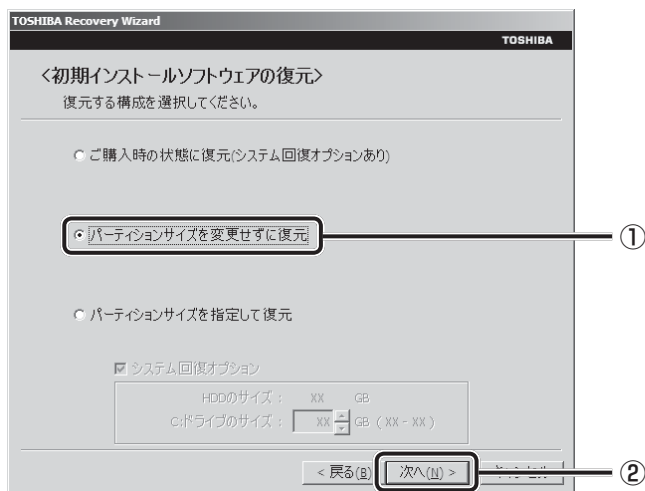 TOSHIBA Recovery Wizard
TOSHIBA
<初期インストールソフトウェアの復元>
復元する構成を選択してください。
ご購入時の状態に復元(システム回復オプションあり)
パーティションサイズを変更せずに復元
①
パーティションサイズを指定して復元
システム回復オプション
HDDのサイズ: XX GB
C:ドライブのサイズ: XX GB ( XX - XX )
< 戻る(B) 次へ(N) >
②